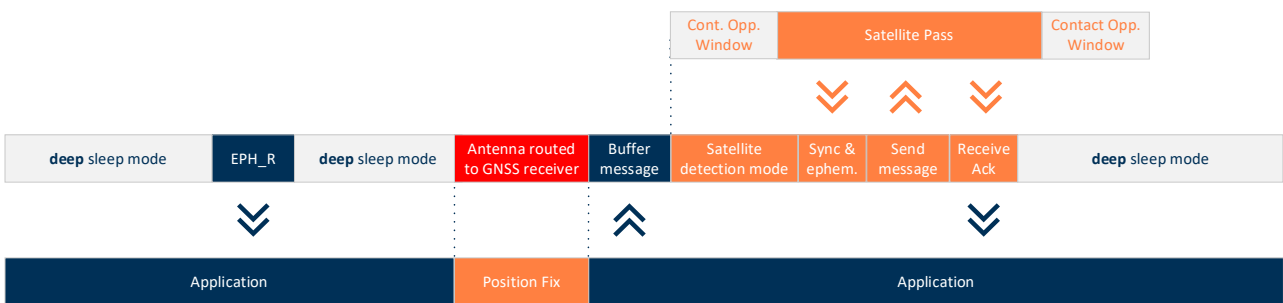 Cont. Opp.
Window
Satellite Pass
Contact Opp.
Window
deep sleep mode
EPH_R
deep sleep mode
Antenna routed
to GNSS receiver
Buffer
message
Satellite
detection mode
Sync &
ephem.
Send
message
Receive
Ack
deep sleep mode
Application
Position Fix
Application